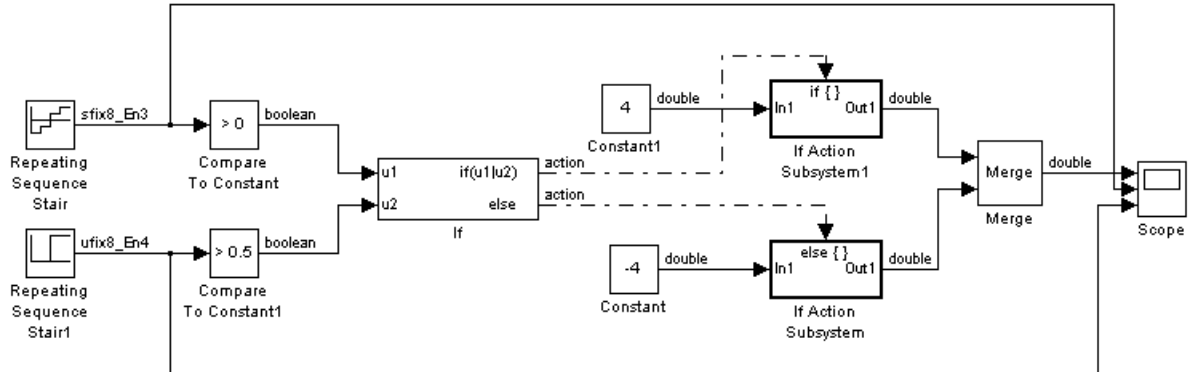 if { }
double
4
In1
Out1
double
sfix8_En3
> 0
boolean
Constant1
If Action
Subsystem1
Repeating
Sequence
Stair
Compare
To Constant
u1
if(u1|u2)
action
Merge
double
u2
else
action
If
Merge
Scope
ufix8_En4
> 0.5
boolean
else { }
double
-4
double
In1
Out1
Repeating
Sequence
Stair1
Compare
To Constant1
Constant
If Action
Subsystem